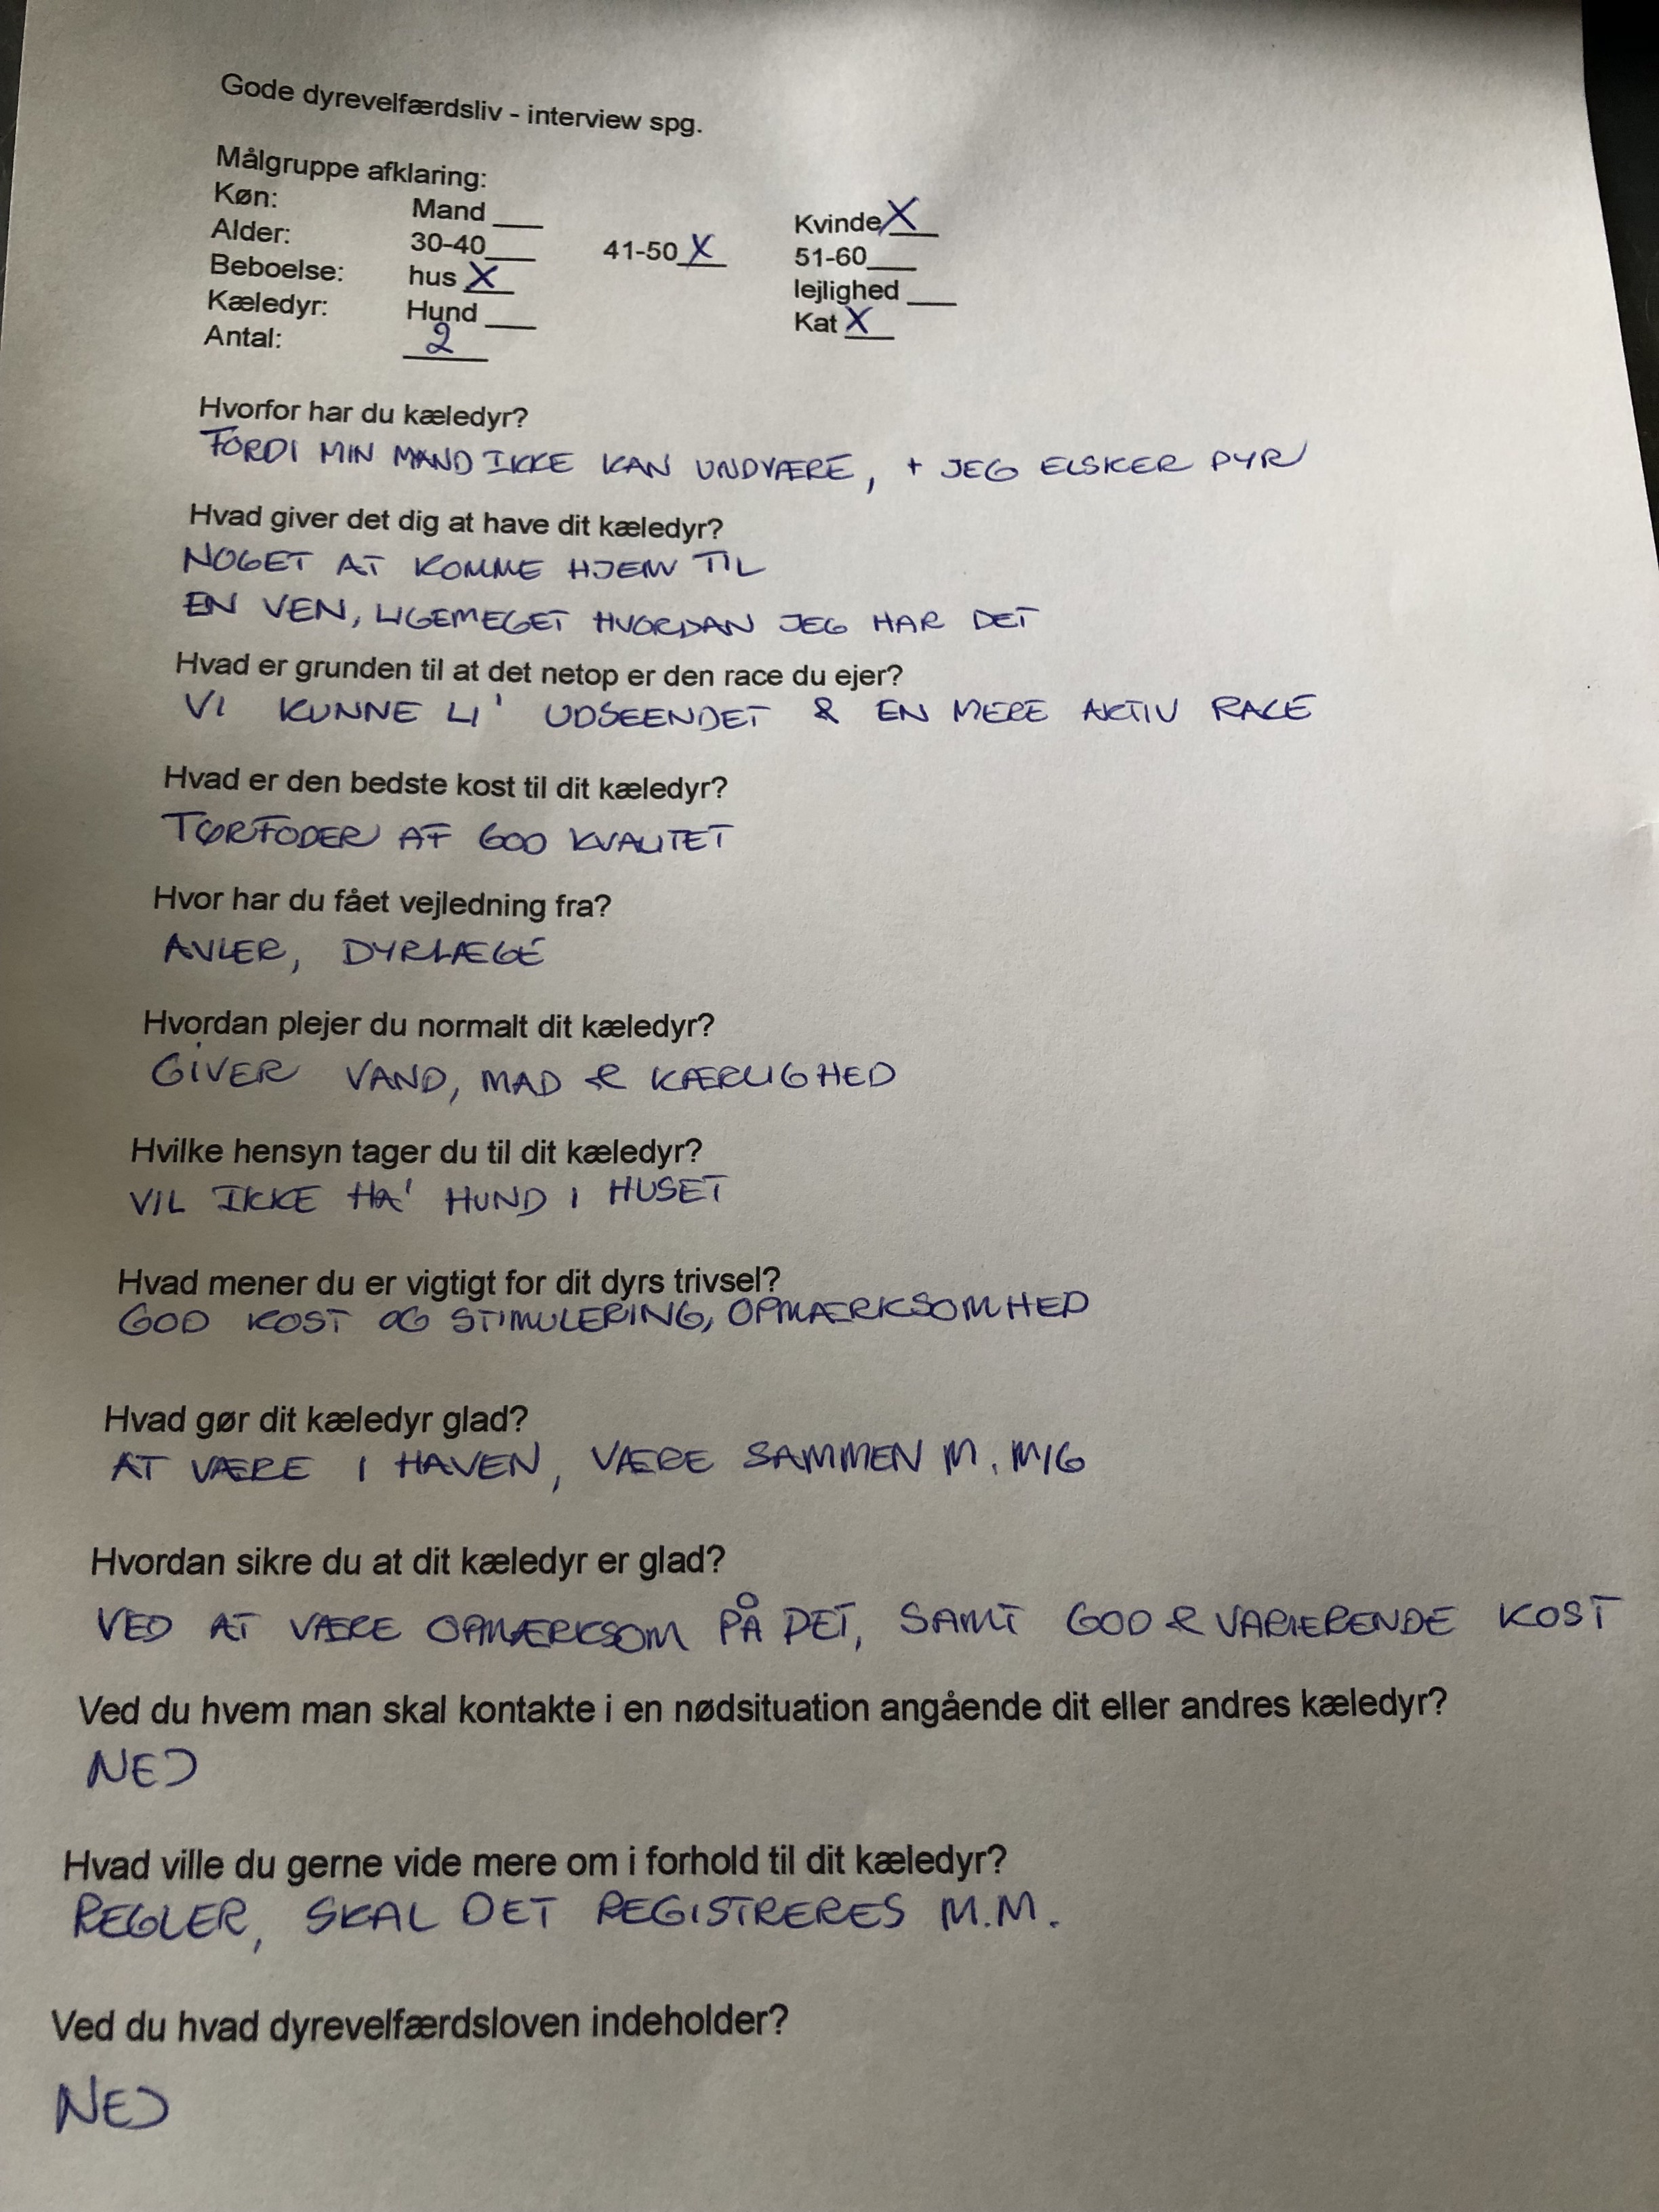 Gode dyrevelfærdsliv - interview spg.
Målgruppe afklaring:
Køn: Mand ___ Kvinde X
Alder: 30-40___ 41-50 X 51-60___
Beboelse: hus X lejlighed ___
Kæledyr: Hund ___ Kat X
Antal: 2
Hvorfor har du kæledyr?
FORDI MIN MAND IKKE KAN UNDVÆRE, + JEG ELSKER DYR
Hvad giver det dig at have dit kæledyr?
NOGET AT KOMME HJEM TIL
EN VEN, LIGEMEGET HVORDAN JEG HAR DET
Hvad er grunden til at det netop er den race du ejer?
VI KUNNE LI' UDSEENDET & EN MERE AKTIV RACE
Hvad er den bedste kost til dit kæledyr?
TØRFODER AF GOD KVALITET
Hvor har du fået vejledning fra?
AVLER, DYRLÆGE
Hvordan plejer du normalt dit kæledyr?
GIVER VAND, MAD & KÆRLIGHED
Hvilke hensyn tager du til dit kæledyr?
VIL IKKE HA' HUND I HUSET
Hvad mener du er vigtigt for dit dyrs trivsel?
GOD KOST OG STIMULERING, OPMÆRKSOMHED
Hvad gør dit kæledyr glad?
AT VÆRE I HAVEN, VÆRE SAMMEN M. MIG
Hvordan sikre du at dit kæledyr er glad?
VED AT VÆRE OPMÆRKSOM PÅ DET, SAMT GOD & VARIERENDE KOST
Ved du hvem man skal kontakte i en nødsituation angående dit eller andres kæledyr?
NEJ
Hvad ville du gerne vide mere om i forhold til dit kæledyr?
REGLER, SKAL DET REGISTRERES M.M.
Ved du hvad dyrevelfærdsloven indeholder?
NEJ